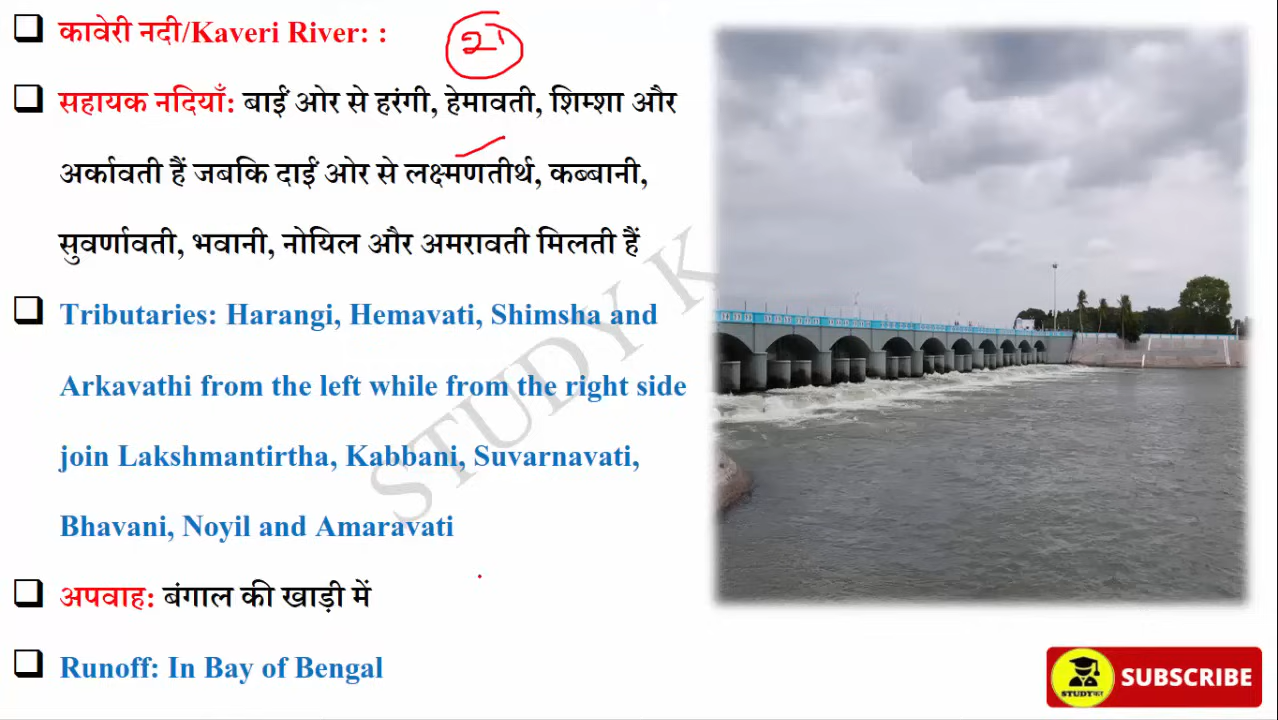 कावेरी नदी/Kaveri River: :
सहायक नदियाँ: बाईं ओर से हरंगी, हेमावती, शिम्शा और
अर्कावती हैं जबकि दाईं ओर से लक्ष्मणतीर्थ, कब्बानी,
सुवर्णावती, भवानी, नोयिल और अमरावती मिलती हैं
Tributaries: Harangi, Hemavati, Shimsha and
Arkavathi from the left while from the right side
join Lakshmantirtha, Kabbani, Suvarnavati,
Bhavani, Noyil and Amaravati
अपवाह: बंगाल की खाड़ी में
Runoff: In Bay of Bengal
STUDY K
SUBSCRIBE